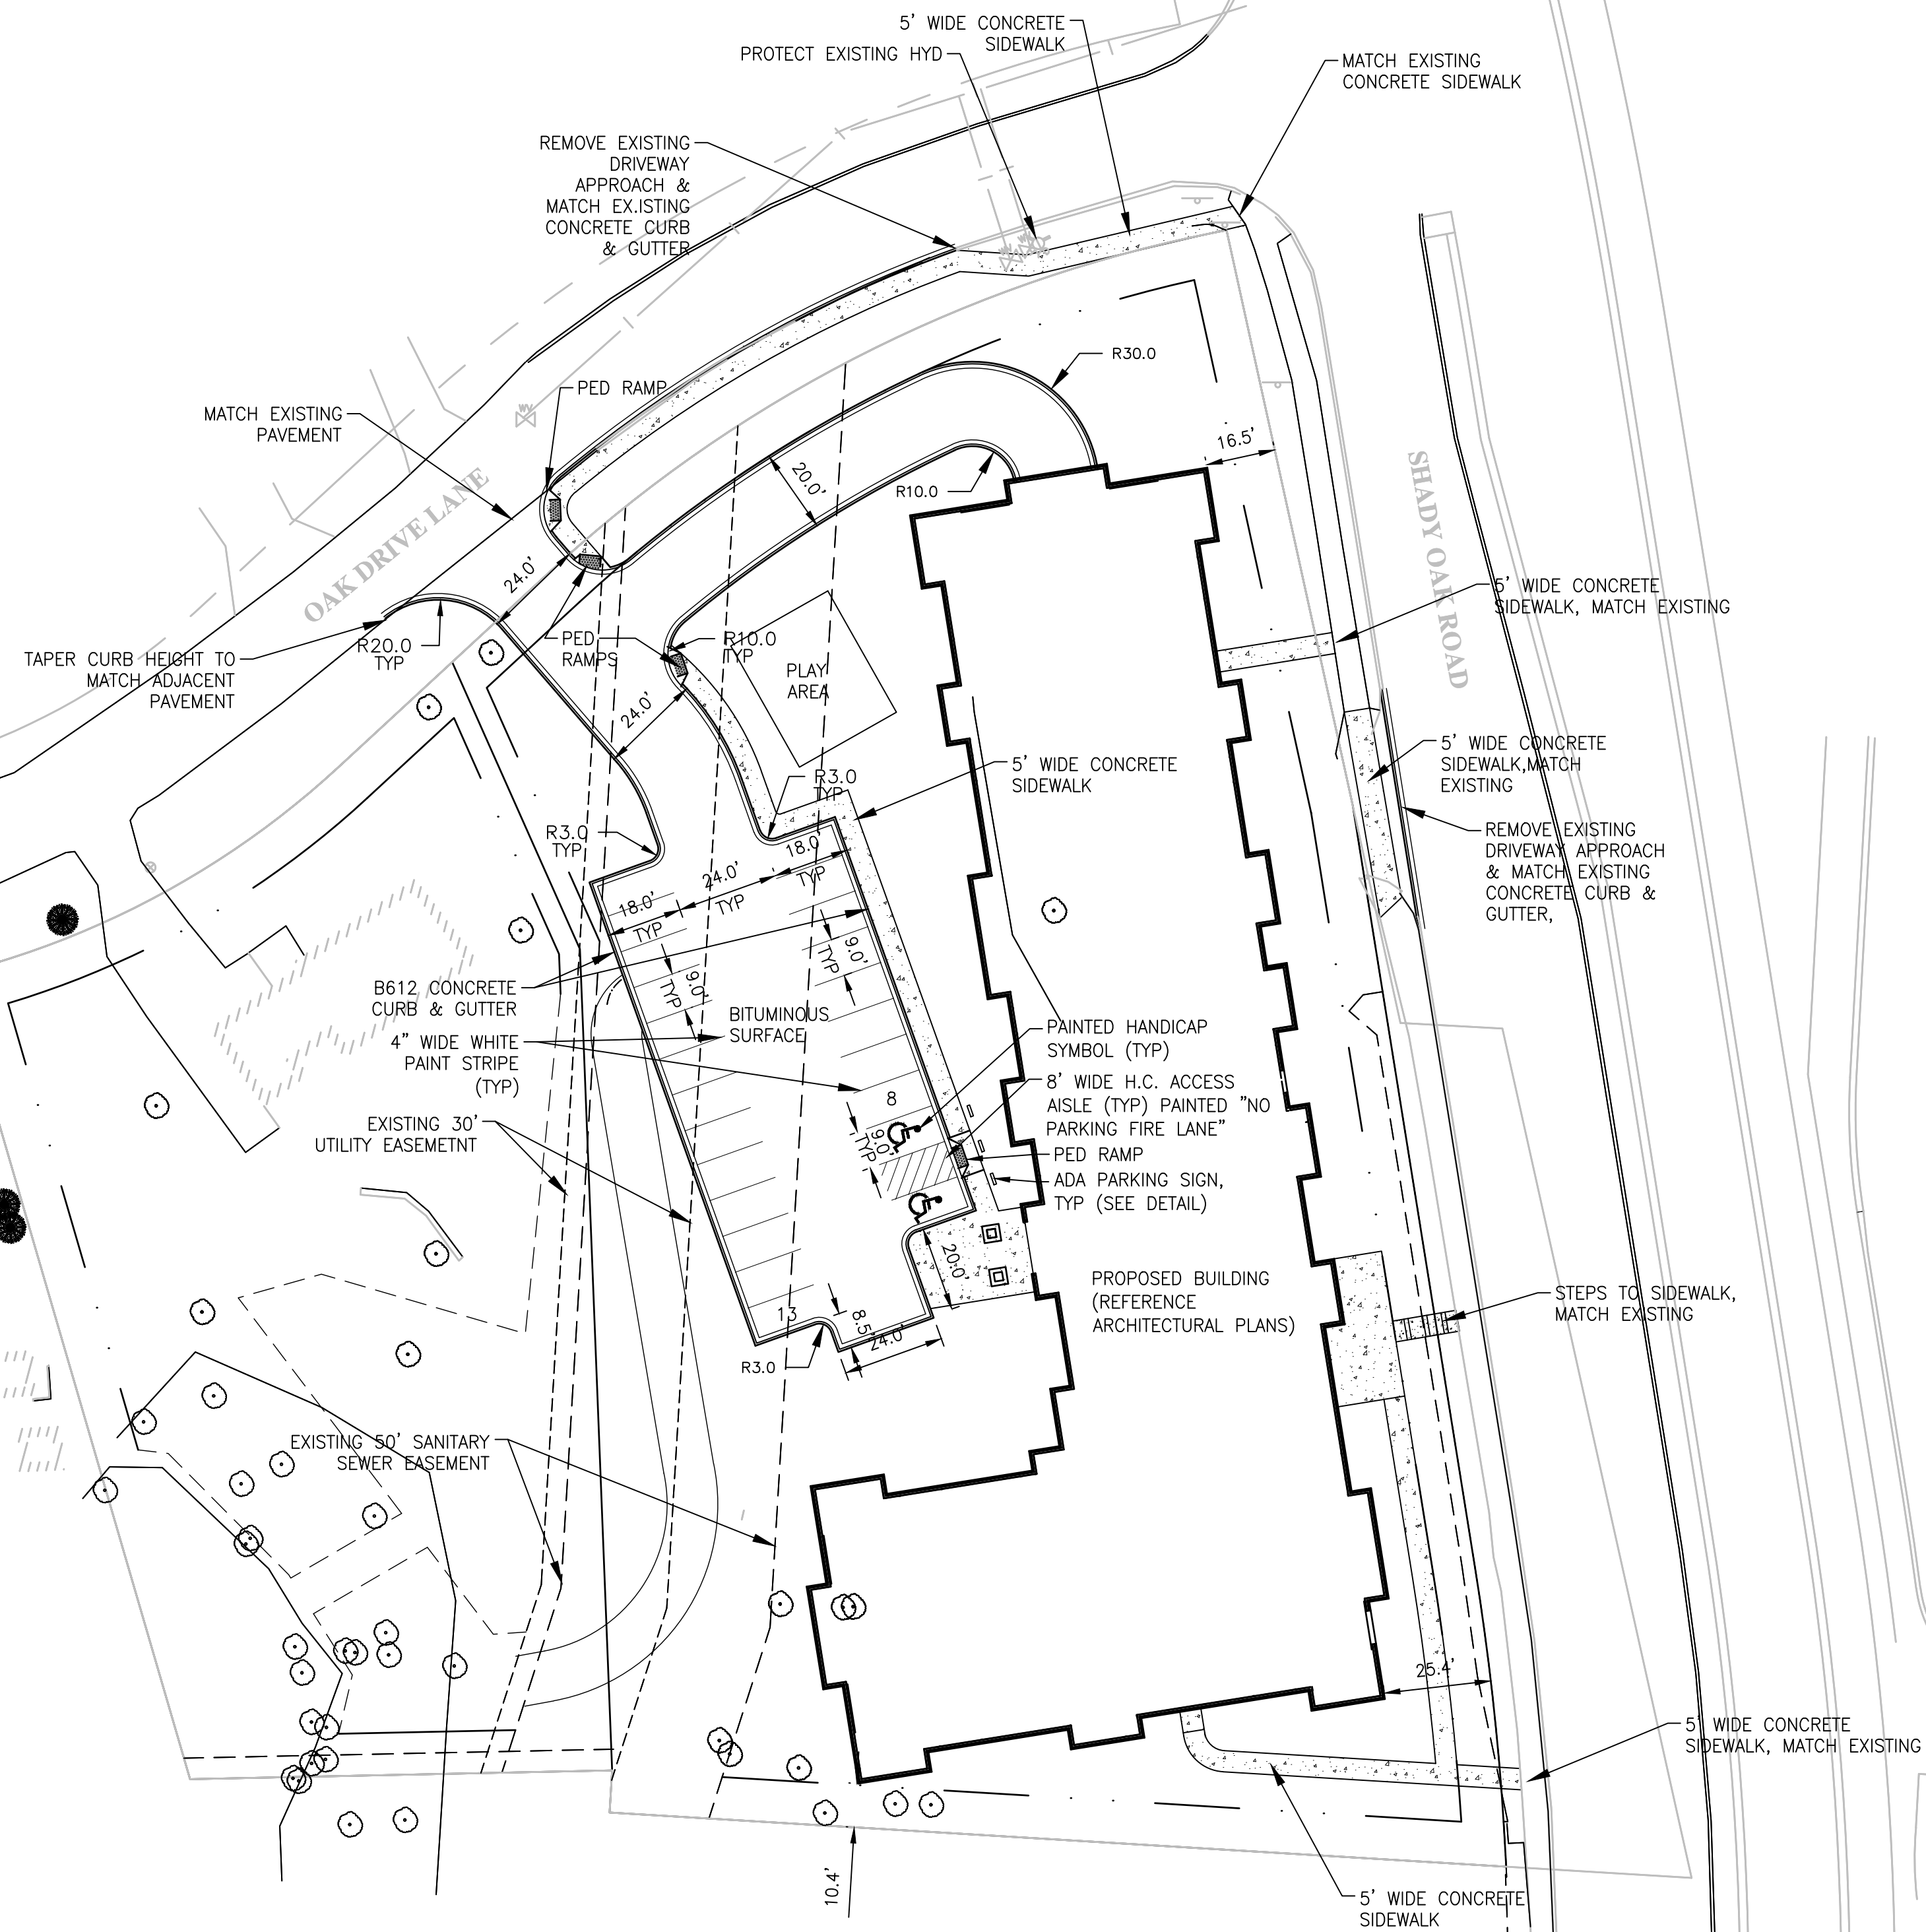 5' WIDE CONCRETE
SIDEWALK
PROTECT EXISTING HYD
MATCH EXISTING
CONCRETE SIDEWALK
REMOVE EXISTING
DRIVEWAY
APPROACH &
MATCH EX.ISTING
CONCRETE CURB
& GUTTER
R30.0
PED RAMP
MATCH EXISTING
PAVEMENT
WV
16.5'
20.0'
R10.0
OAK DRIVE LANE
SHADY OAK ROAD
24.0'
5' WIDE CONCRETE
SIDEWALK, MATCH EXISTING
R20.0
TYP
PED
RAMPS
R10.0
TYP
TAPER CURB HEIGHT TO
MATCH ADJACENT
PAVEMENT
PLAY
AREA
24.0'
5' WIDE CONCRETE
SIDEWALK,MATCH
EXISTING
5' WIDE CONCRETE
SIDEWALK
R3.0
TYP
R3.0
TYP
REMOVE EXISTING
DRIVEWAY APPROACH
& MATCH EXISTING
CONCRETE CURB &
GUTTER,
18.0'
TYP
24.0'
TYP
18.0'
TYP
9.0'
TYP
9.0'
TYP
B612 CONCRETE
CURB & GUTTER
BITUMINOUS
SURFACE
4" WIDE WHITE
PAINT STRIPE
(TYP)
PAINTED HANDICAP
SYMBOL (TYP)
8' WIDE H.C. ACCESS
AISLE (TYP) PAINTED "NO
PARKING FIRE LANE"
8
9.0'
TYP
EXISTING 30'
UTILITY EASEMETNT
PED RAMP
ADA PARKING SIGN,
TYP (SEE DETAIL)
20.0'
PROPOSED BUILDING
(REFERENCE
ARCHITECTURAL PLANS)
STEPS TO SIDEWALK,
MATCH EXISTING
13
8.5'
24.0'
R3.0
EXISTING 50' SANITARY
SEWER EASEMENT
25.4'
5' WIDE CONCRETE
SIDEWALK, MATCH EXISTING
10.4'
5' WIDE CONCRETE
SIDEWALK